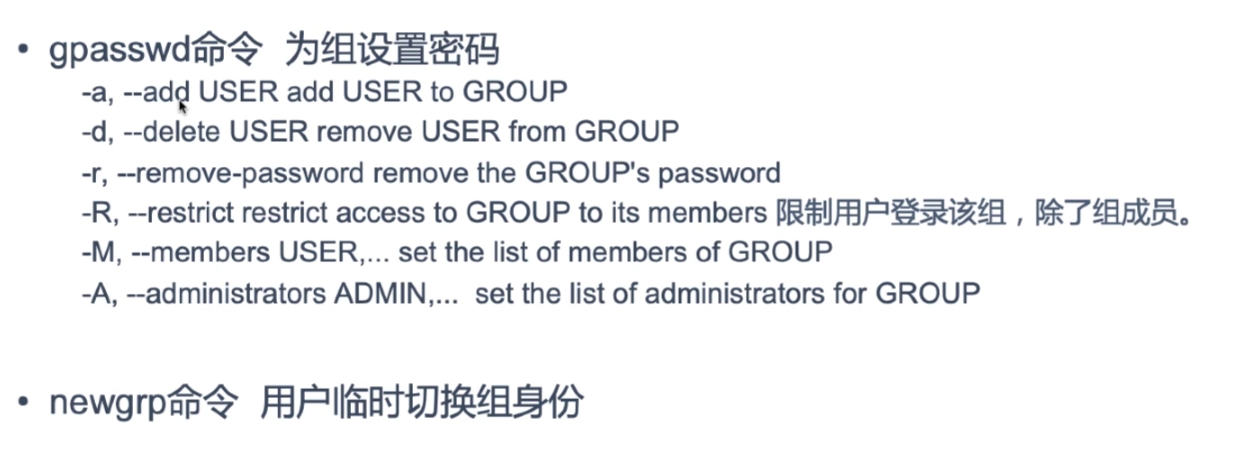 • gpasswd命令 为组设置密码
-a, --add USER add USER to GROUP
-d, --delete USER remove USER from GROUP
-r, --remove-password remove the GROUP's password
-R, --restrict restrict access to GROUP to its members 限制用户登录该组，除了组成员。
-M, --members USER,... set the list of members of GROUP
-A, --administrators ADMIN,... set the list of administrators for GROUP
• newgrp命令 用户临时切换组身份